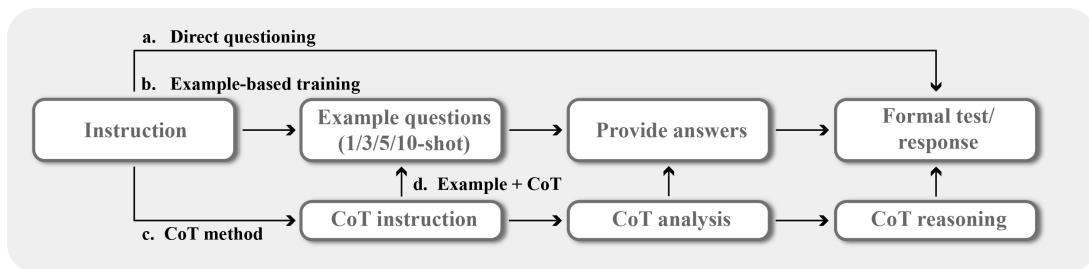 a. Direct questioning
b. Example-based training
Instruction
Example questions
(1/3/5/10-shot)
Provide answers
Formal test/
response
d. Example + CoT
CoT instruction
CoT analysis
CoT reasoning
c. CoT method